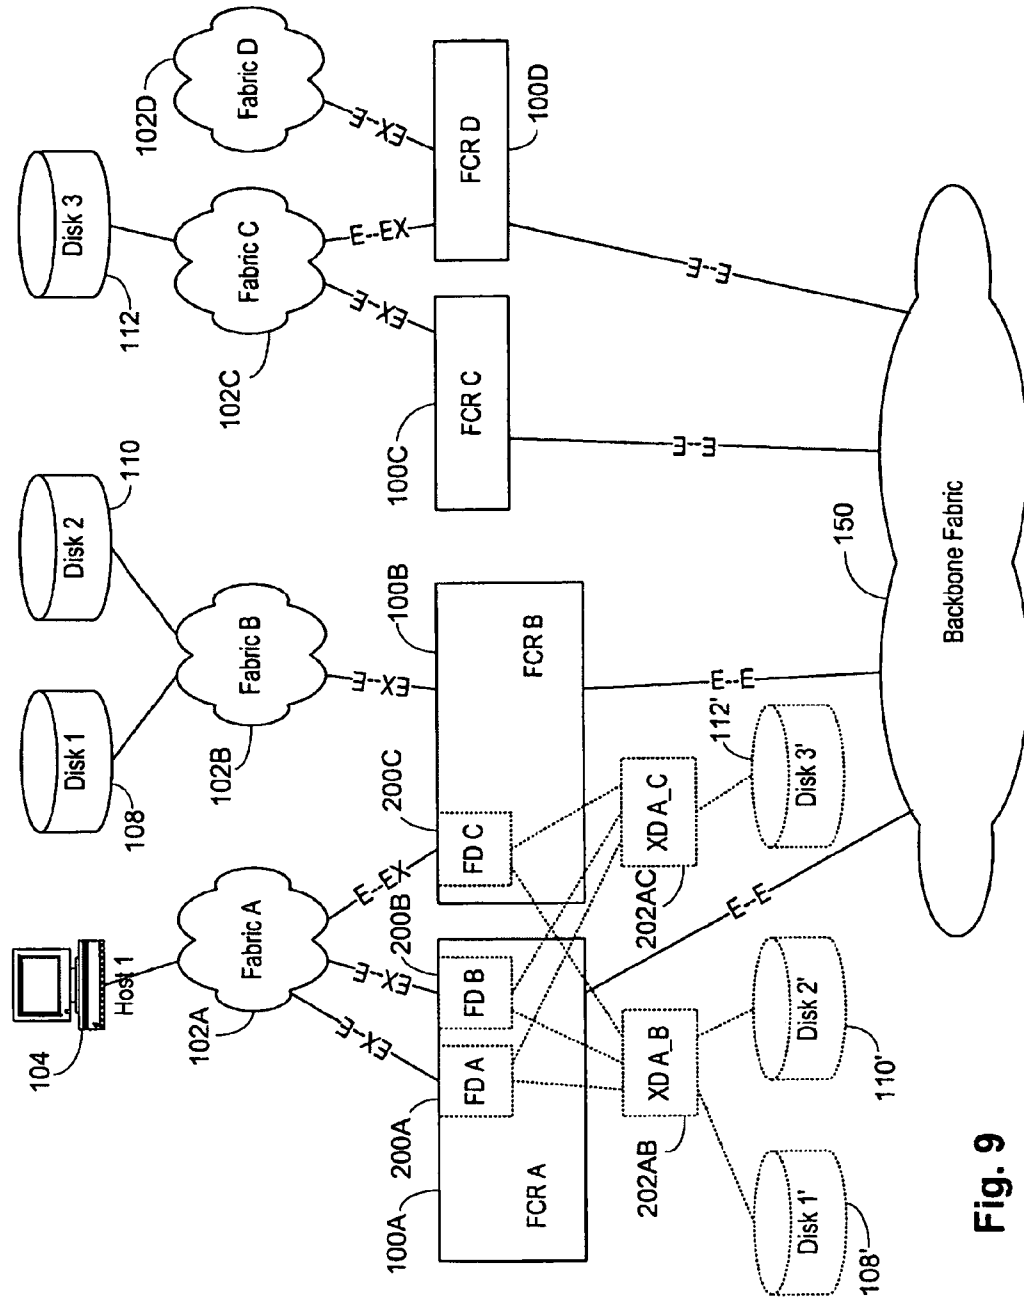 104
Host 1
Disk 1
108
Disk 2
110
Disk 3
112
Fabric A
102A
Fabric B
102B
Fabric C
102C
Fabric D
102D
E--EX
E--EX
E--EX
E--EX
E--EX
E--EX
E--EX
100A
200A
200B
200C
100B
100C
100D
FD A
FD B
FD C
FCR A
FCR B
FCR C
FCR D
202AB
XD A_B
202AC
XD A_C
E--E
E--E
E--E
E--E
Disk 1'
108'
Disk 2'
110'
Disk 3'
112'
150
Backbone Fabric
Fig. 9